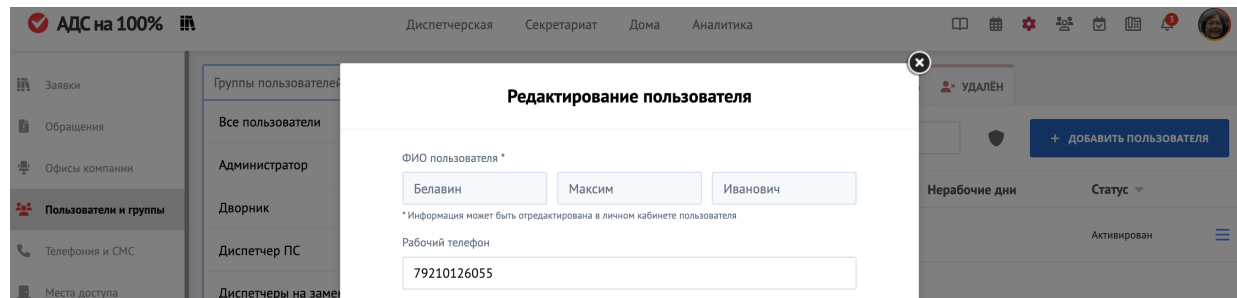 АДС на 100%
Диспетчерская Секретариат Дома Аналитика
3
Заявки
Обращения
Офисы компании
Пользователи и группы
Телефония и СМС
Места доступа
Группы пользователей
Все пользователи
Администратор
Дворник
Диспетчер ПС
Диспетчеры на заме
Редактирование пользователя
ФИО пользователя *
Белавин Максим Иванович
* Информация может быть отредактирована в личном кабинете пользователя
Рабочий телефон
79210126055
УДАЛЁН
+ ДОБАВИТЬ ПОЛЬЗОВАТЕЛЯ
Нерабочие дни Статус
Активирован